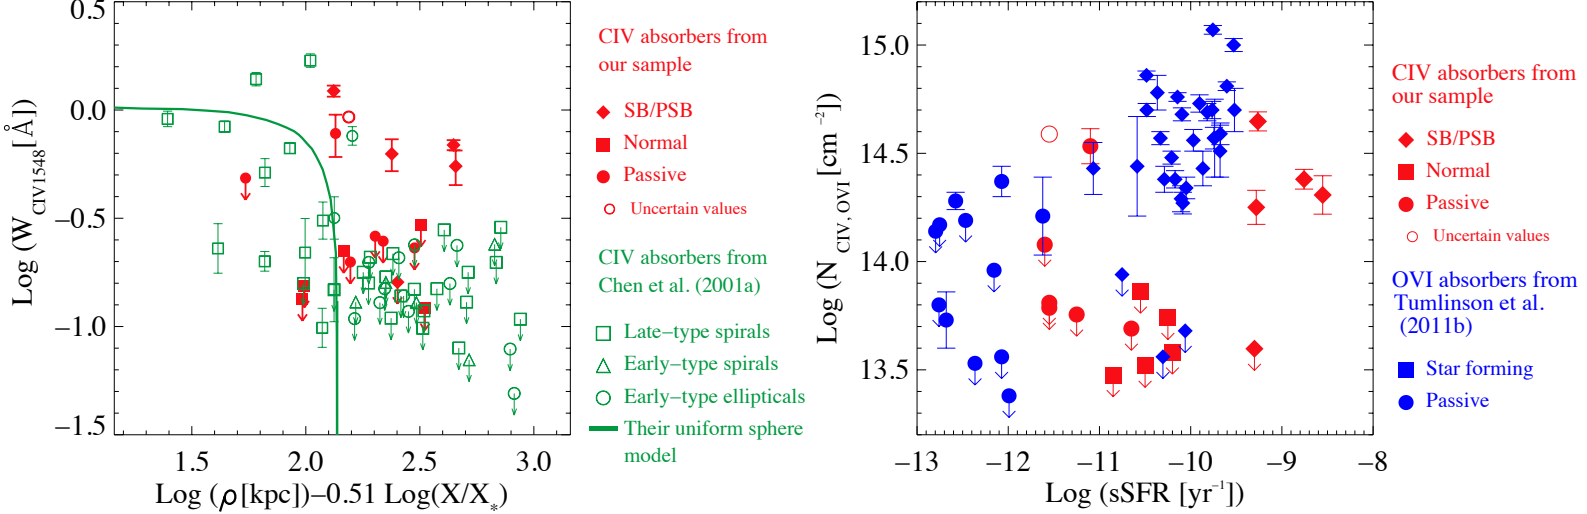 0.5
0.0
−0.5
−1.0
−1.5
Log (W CIV1548 [Å])
1.5 2.0 2.5 3.0
Log (ρ [kpc])−0.51 Log(X/X*)
CIV absorbers from
our sample
SB/PSB
Normal
Passive
Uncertain values
CIV absorbers from
Chen et al. (2001a)
Late−type spirals
Early−type spirals
Early−type ellipticals
Their uniform sphere
model
15.0
14.5
14.0
13.5
Log (N CIV, OVI [cm⁻²])
−13 −12 −11 −10 −9 −8
Log (sSFR [yr⁻¹])
CIV absorbers from
our sample
SB/PSB
Normal
Passive
Uncertain values
OVI absorbers from
Tumlinson et al.
(2011b)
Star forming
Passive